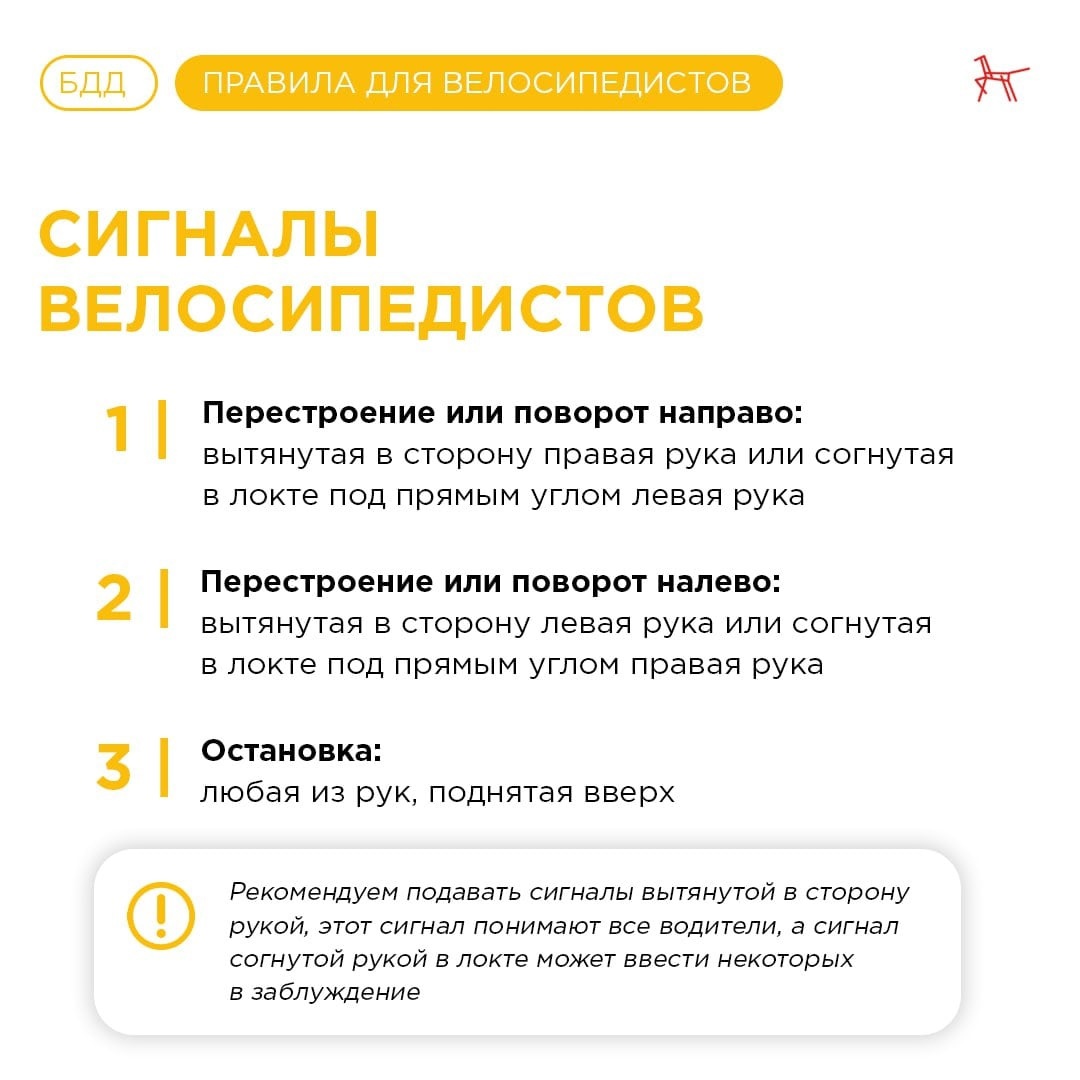 БДД
ПРАВИЛА ДЛЯ ВЕЛОСИПЕДИСТОВ
СИГНАЛЫ
ВЕЛОСИПЕДИСТОВ
1
Перестроение или поворот направо:
вытянутая в сторону правая рука или согнутая
в локте под прямым углом левая рука
2
Перестроение или поворот налево:
вытянутая в сторону левая рука или согнутая
в локте под прямым углом правая рука
3
Остановка:
любая из рук, поднятая вверх
Рекомендуем подавать сигналы вытянутой в сторону
рукой, этот сигнал понимают все водители, а сигнал
согнутой рукой в локте может ввести некоторых
в заблуждение